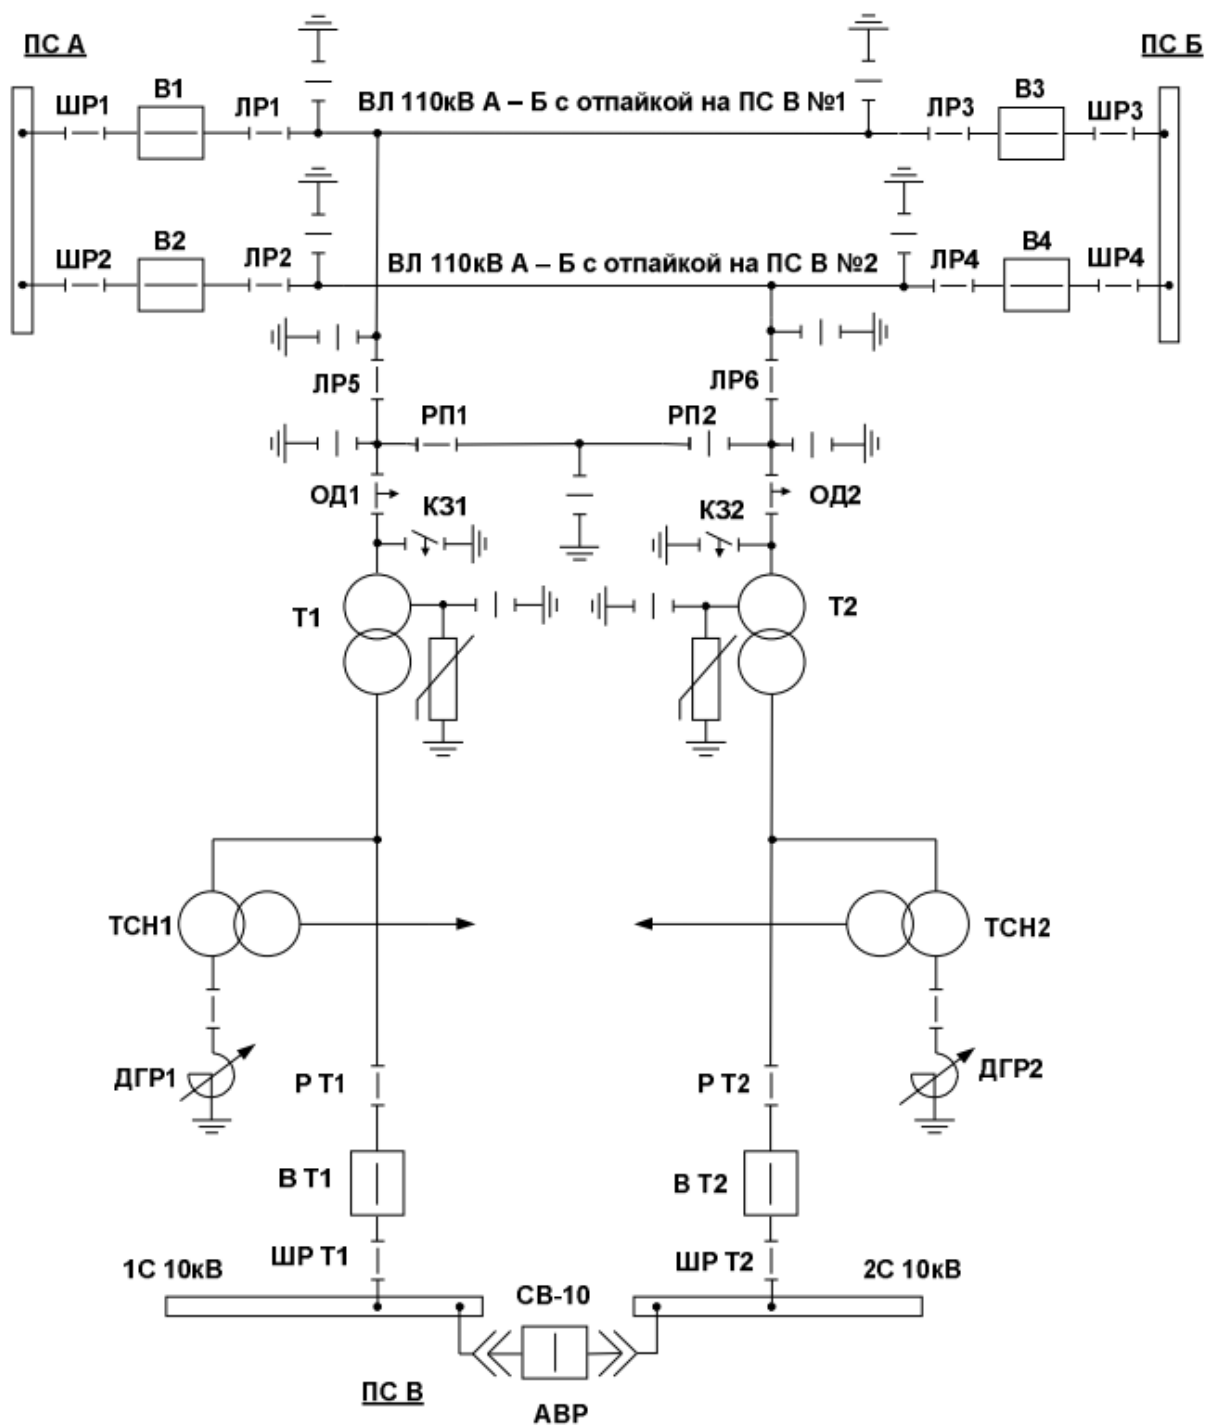 ПС А
ПС Б
ШР1
В1
ЛР1
ВЛ 110кВ А – Б с отпайкой на ПС В №1
ЛР3
В3
ШР3
ШР2
В2
ЛР2
ВЛ 110кВ А – Б с отпайкой на ПС В №2
ЛР4
В4
ШР4
ЛР5
ЛР6
РП1
РП2
ОД1
КЗ1
КЗ2
ОД2
Т1
Т2
ТСН1
ТСН2
ДГР1
Р Т1
Р Т2
ДГР2
В Т1
В Т2
1С 10кВ
ШР Т1
ШР Т2
2С 10кВ
СВ-10
ПС В
АВР